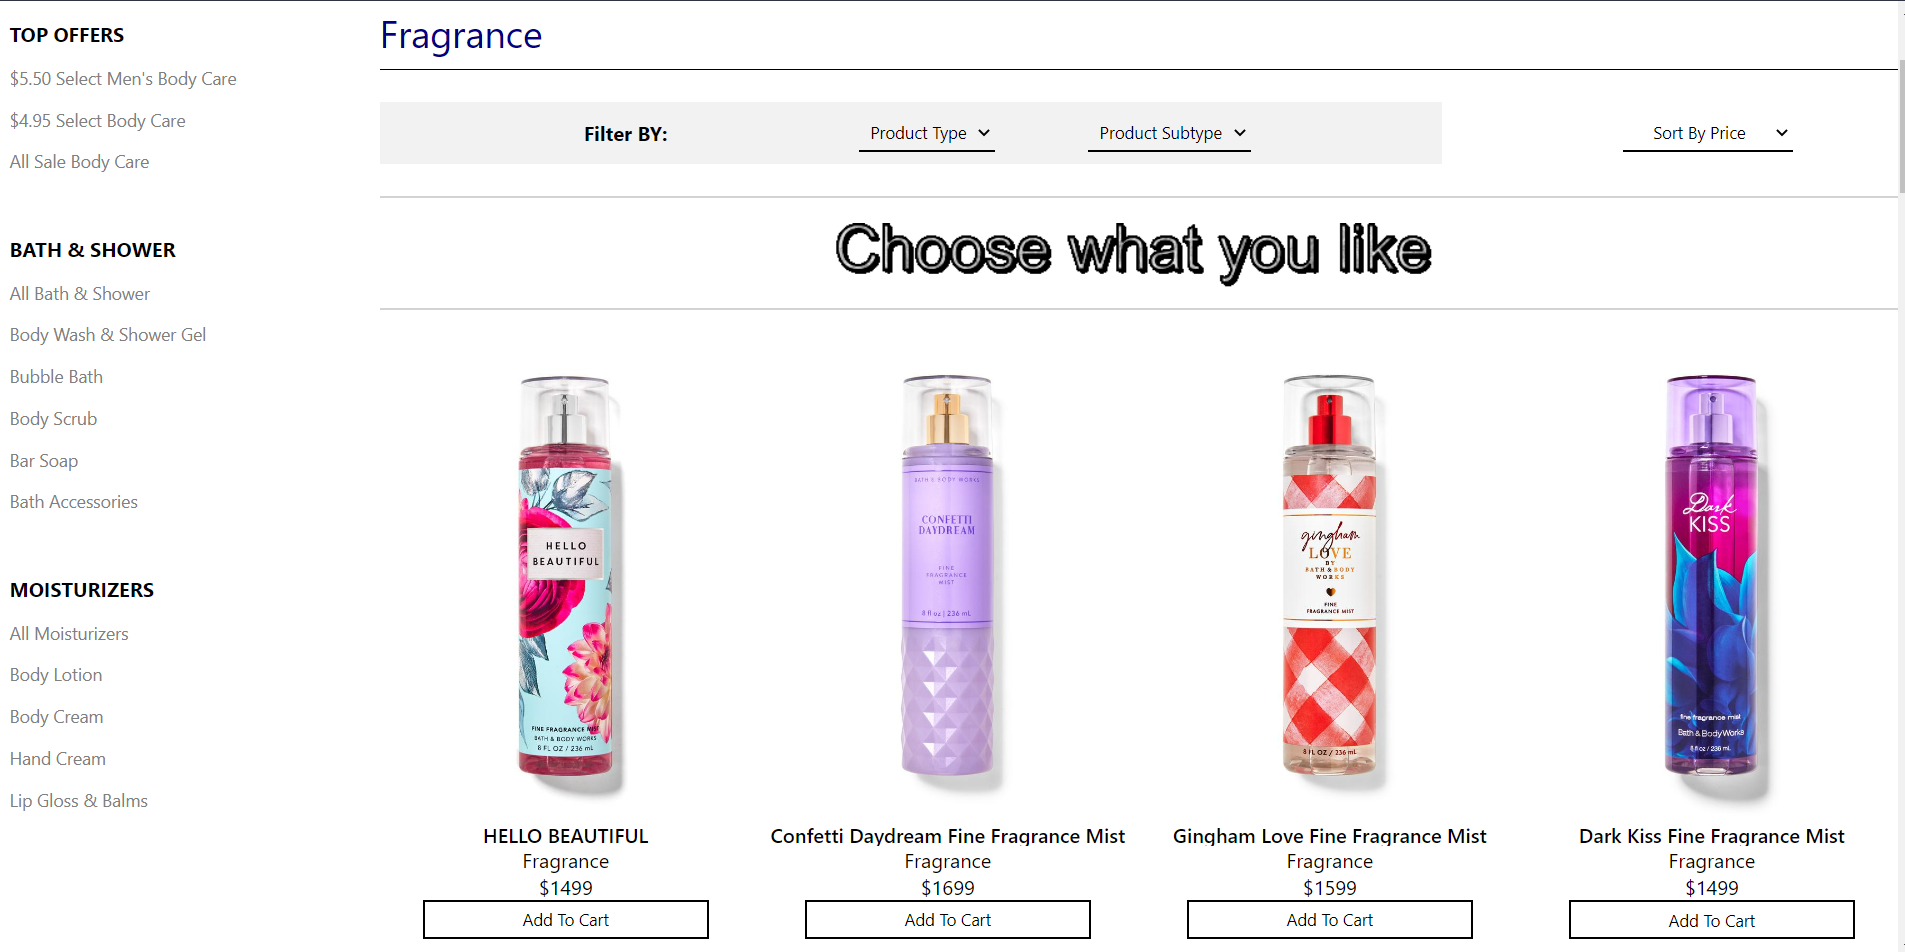 TOP OFFERS
$5.50 Select Men's Body Care
$4.95 Select Body Care
All Sale Body Care
BATH & SHOWER
All Bath & Shower
Body Wash & Shower Gel
Bubble Bath
Body Scrub
Bar Soap
Bath Accessories
MOISTURIZERS
All Moisturizers
Body Lotion
Body Cream
Hand Cream
Lip Gloss & Balms
Fragrance
Filter BY:
Product Type
Product Subtype
Sort By Price
Choose what you like
HELLO
BEAUTIFUL
FINE FRAGRANCE MIST
BATH & BODY WORKS
8 FL OZ / 236 mL
HELLO BEAUTIFUL
Fragrance
$1499
Add To Cart
BATH & BODY WORKS
CONFETTI
DAYDREAM
FINE
FRAGRANCE
MIST
8 fl oz | 236 mL
Confetti Daydream Fine Fragrance Mist
Fragrance
$1699
Add To Cart
gingham
LOVE
BY
BATH & BODY
WORKS
FINE
FRAGRANCE MIST
8 FL OZ / 236 mL
Gingham Love Fine Fragrance Mist
Fragrance
$1599
Add To Cart
Dark
KISS
fine fragrance mist
Bath & Body Works
8 fl oz / 236 mL
Dark Kiss Fine Fragrance Mist
Fragrance
$1499
Add To Cart